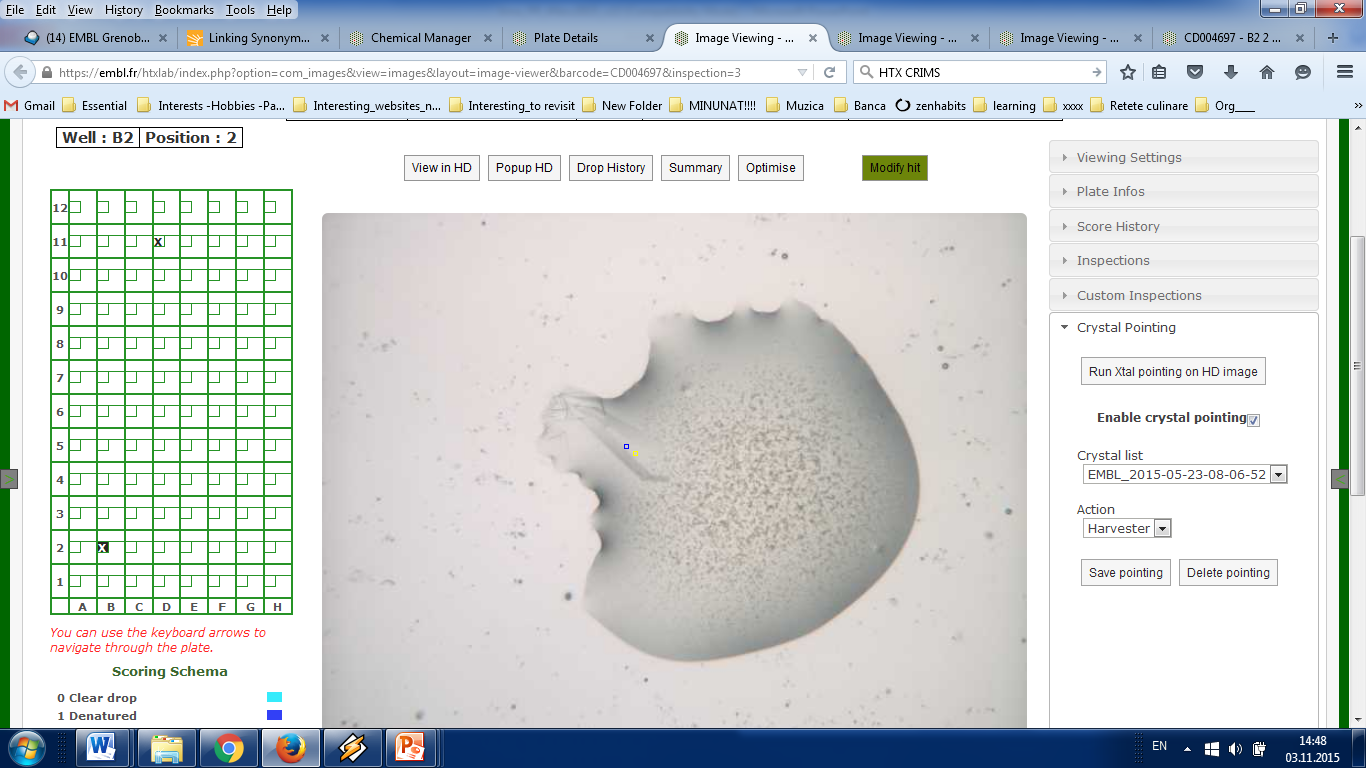 File Edit View History Bookmarks Tools Help
(14) EMBL Grenob...
Linking Synonym...
Chemical Manager
Plate Details
Image Viewing - ...
Image Viewing - ...
Image Viewing - ...
CD004697 - B2 2 ...
https://embl.fr/htxlab/index.php?option=com_images&view=images&layout=image-viewer&barcode=CD004697&inspection=3
HTX CRIMS
Gmail Essential Interests -Hobbies -Pa... Interesting_websites_n... Interesting_to revisit New Folder MINUNAT!!!! Muzica Banca zenhabits learning xxxx Retete culinare Org____
Well : B2 Position : 2
View in HD Popup HD Drop History Summary Optimise Modify hit
12
11 X
10
9
8
7
6
5
4
3
2 X
1
A B C D E F G H
You can use the keyboard arrows to
navigate through the plate.
Scoring Schema
0 Clear drop
1 Denatured
Viewing Settings
Plate Infos
Score History
Inspections
Custom Inspections
Crystal Pointing
Run Xtal pointing on HD image
Enable crystal pointing
Crystal list
EMBL_2015-05-23-08-06-52
Action
Harvester
Save pointing Delete pointing
EN
14:48
03.11.2015